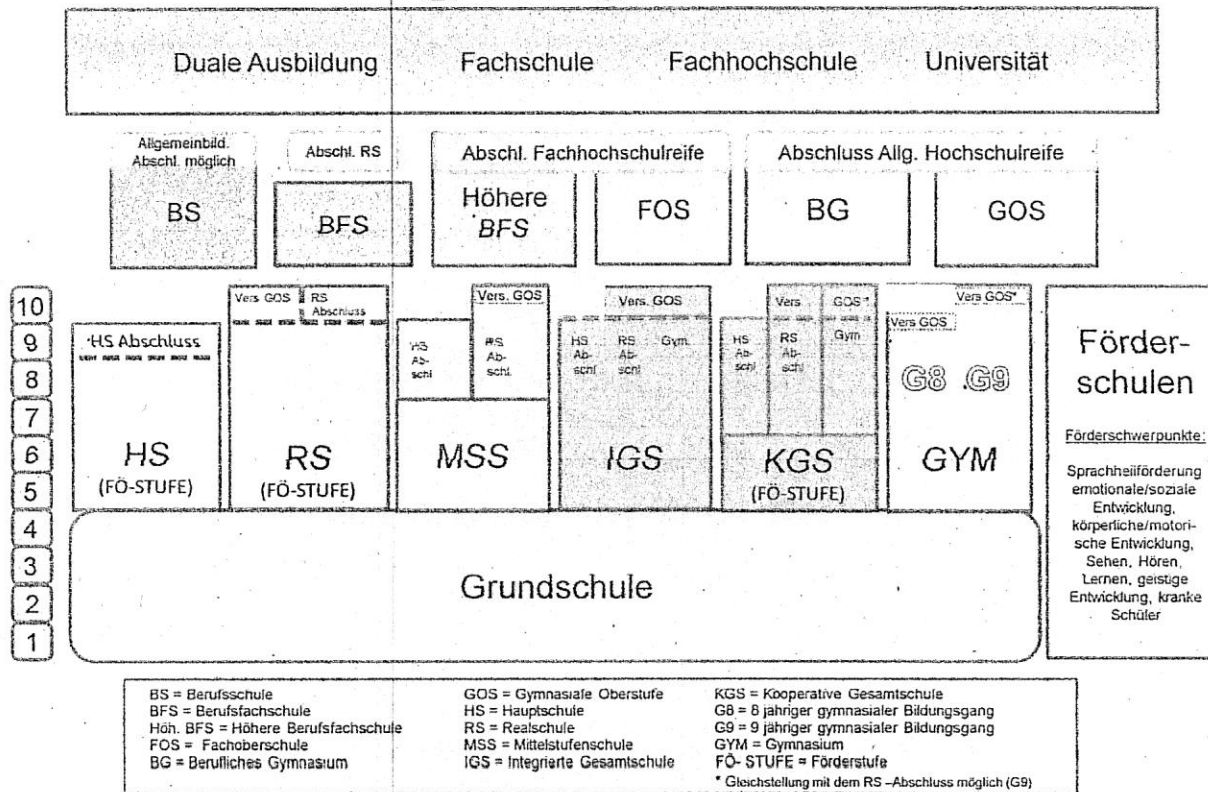 Duale Ausbildung Fachschule Fachhochschule Universität
Allgemeinbild.
Abschl. möglich
BS
Abschl. RS
BFS
Abschl. Fachhochschulreife
Höhere
BFS
FOS
Abschluss Allg. Hochschulreife
BG
GOS
10
9
8
7
6
5
4
3
2
1
HS Abschluss
HS
(FÖ-STUFE)
Vers GOS
RS
Abschluss
RS
(FÖ-STUFE)
Vers. GOS
HS
Ab-
schl
RS
Ab-
schl.
MSS
Vers. GOS
HS
Ab-
schl
RS
Ab-
schl
Gym.
IGS
Vers
GOS*
HS
Ab-
schl
RS
Ab-
schl
Gym
KGS
(FÖ-STUFE)
Vers GOS*
Vers GOS
G8 G9
GYM
Förder-
schulen
Förderschwerpunkte:
Sprachheilförderung
emotionale/soziale
Entwicklung,
körperliche/motori-
sche Entwicklung,
Sehen, Hören,
Lernen, geistige
Entwicklung, kranke
Schüler
Grundschule
BS = Berufsschule
BFS = Berufsfachschule
Höh. BFS = Höhere Berufsfachschule
FOS = Fachoberschule
BG = Berufliches Gymnasium
GOS = Gymnasiale Oberstufe
HS = Hauptschule
RS = Realschule
MSS = Mittelstufenschule
IGS = Integrierte Gesamtschule
KGS = Kooperative Gesamtschule
G8 = 8 jähriger gymnasialer Bildungsgang
G9 = 9 jähriger gymnasialer Bildungsgang
GYM = Gymnasium
FÖ- STUFE = Förderstufe
* Gleichstellung mit dem RS –Abschluss möglich (G9)